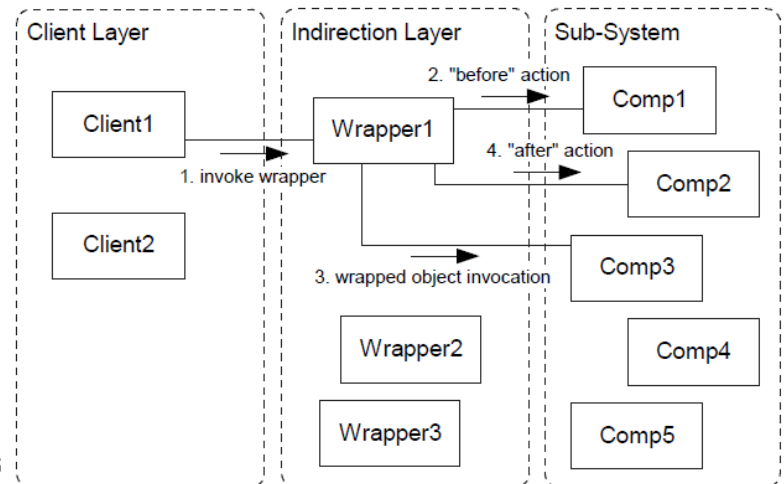 Client Layer
Indirection Layer
Sub-System
2. "before" action
Comp1
Client1
Wrapper1
1. invoke wrapper
4. "after" action
Comp2
Client2
Comp3
3. wrapped object invocation
Wrapper2
Comp4
Wrapper3
Comp5